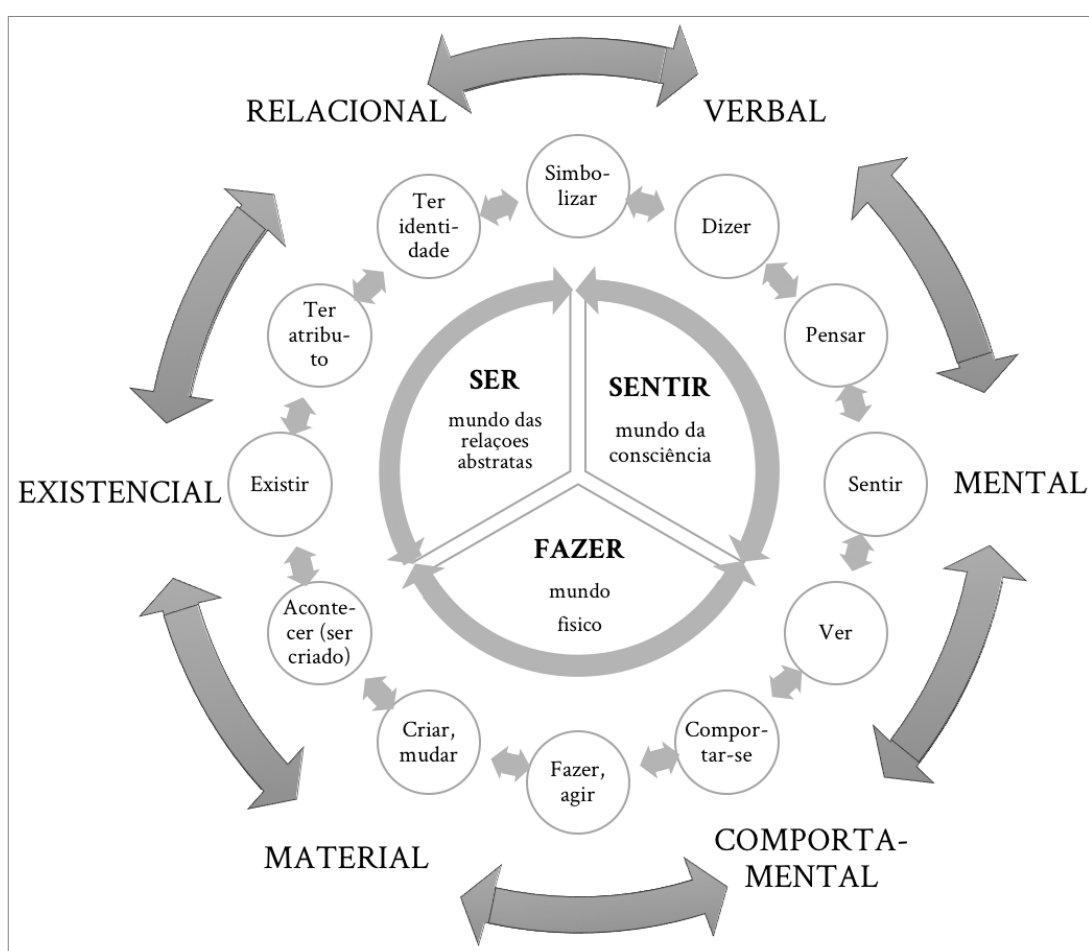 RELACIONAL
VERBAL
Simbo-
lizar
Ter
identi-
dade
Dizer
Ter
atribu-
to
Pensar
SER
mundo das
relaçoes
abstratas
SENTIR
mundo da
consciência
EXISTENCIAL
Existir
Sentir
MENTAL
FAZER
mundo
fisico
Aconte-
cer (ser
criado)
Ver
Criar,
mudar
Fazer,
agir
Compor-
tar-se
MATERIAL
COMPORTA-
MENTAL